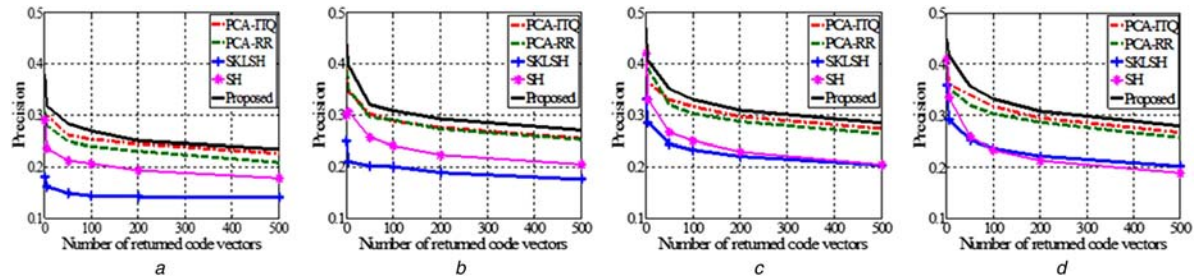 0.5
0.4
0.3
0.2
0.1
Precision
PCA-ITQ
PCA-RR
SKLSH
SH
Proposed
0 100 200 300 400 500
Number of returned code vectors
a
0.5
0.4
0.3
0.2
0.1
Precision
PCA-ITQ
PCA-RR
SKLSH
SH
Proposed
0 100 200 300 400 500
Number of returned code vectors
b
0.5
0.4
0.3
0.2
0.1
Precision
PCA-ITQ
PCA-RR
SKLSH
SH
Proposed
0 100 200 300 400 500
Number of returned code vectors
c
0.5
0.4
0.3
0.2
0.1
Precision
PCA-ITQ
PCA-RR
SKLSH
SH
Proposed
0 100 200 300 400 500
Number of returned code vectors
d